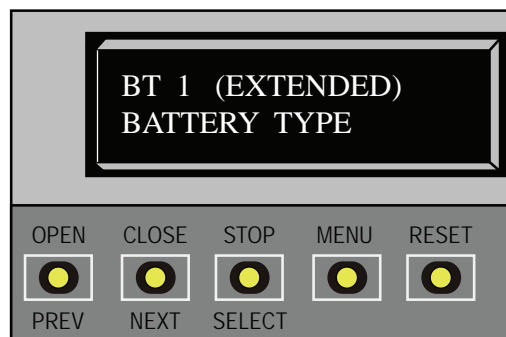 BT 1 (EXTENDED)
BATTERY TYPE
OPEN CLOSE STOP MENU RESET
PREV NEXT SELECT